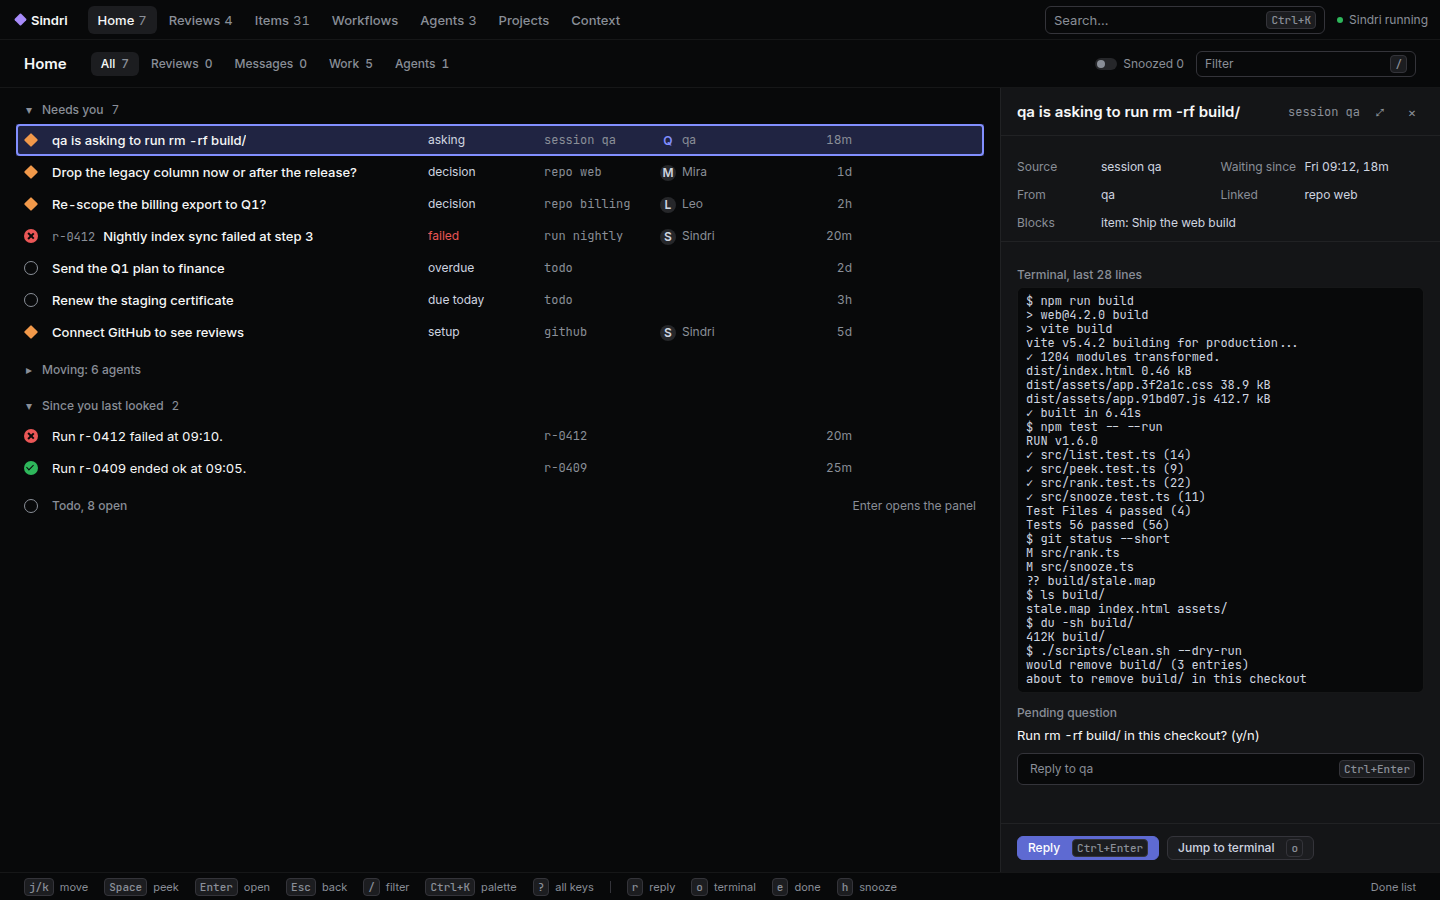 Sindri Home 7 Reviews 4 Items 31 Workflows Agents 3 Projects Context Search... Ctrl+K Sindri running
Home All 7 Reviews 0 Messages 0 Work 5 Agents 1 Snoozed 0 Filter /
Needs you 7
qa is asking to run rm -rf build/ asking session qa Q qa 18m
Drop the legacy column now or after the release? decision repo web M Mira 1d
Re-scope the billing export to Q1? decision repo billing L Leo 2h
r-0412 Nightly index sync failed at step 3 failed run nightly S Sindri 20m
Send the Q1 plan to finance overdue todo 2d
Renew the staging certificate due today todo 3h
Connect GitHub to see reviews setup github S Sindri 5d
Moving: 6 agents
Since you last looked 2
Run r-0412 failed at 09:10. r-0412 20m
Run r-0409 ended ok at 09:05. r-0409 25m
Todo, 8 open Enter opens the panel
qa is asking to run rm -rf build/ session qa
Source session qa Waiting since Fri 09:12, 18m
From qa Linked repo web
Blocks item: Ship the web build
Terminal, last 28 lines
$ npm run build
> web@4.2.0 build
> vite build
vite v5.4.2 building for production...
✓ 1204 modules transformed.
dist/index.html 0.46 kB
dist/assets/app.3f2a1c.css 38.9 kB
dist/assets/app.91bd07.js 412.7 kB
✓ built in 6.41s
$ npm test -- --run
RUN v1.6.0
✓ src/list.test.ts (14)
✓ src/peek.test.ts (9)
✓ src/rank.test.ts (22)
✓ src/snooze.test.ts (11)
Test Files 4 passed (4)
Tests 56 passed (56)
$ git status --short
M src/rank.ts
M src/snooze.ts
?? build/stale.map
$ ls build/
stale.map index.html assets/
$ du -sh build/
412K build/
$ ./scripts/clean.sh --dry-run
would remove build/ (3 entries)
about to remove build/ in this checkout
Pending question
Run rm -rf build/ in this checkout? (y/n)
Reply to qa Ctrl+Enter
Reply Ctrl+Enter Jump to terminal o
j/k move Space peek Enter open Esc back / filter Ctrl+K palette ? all keys r reply o terminal e done h snooze Done list